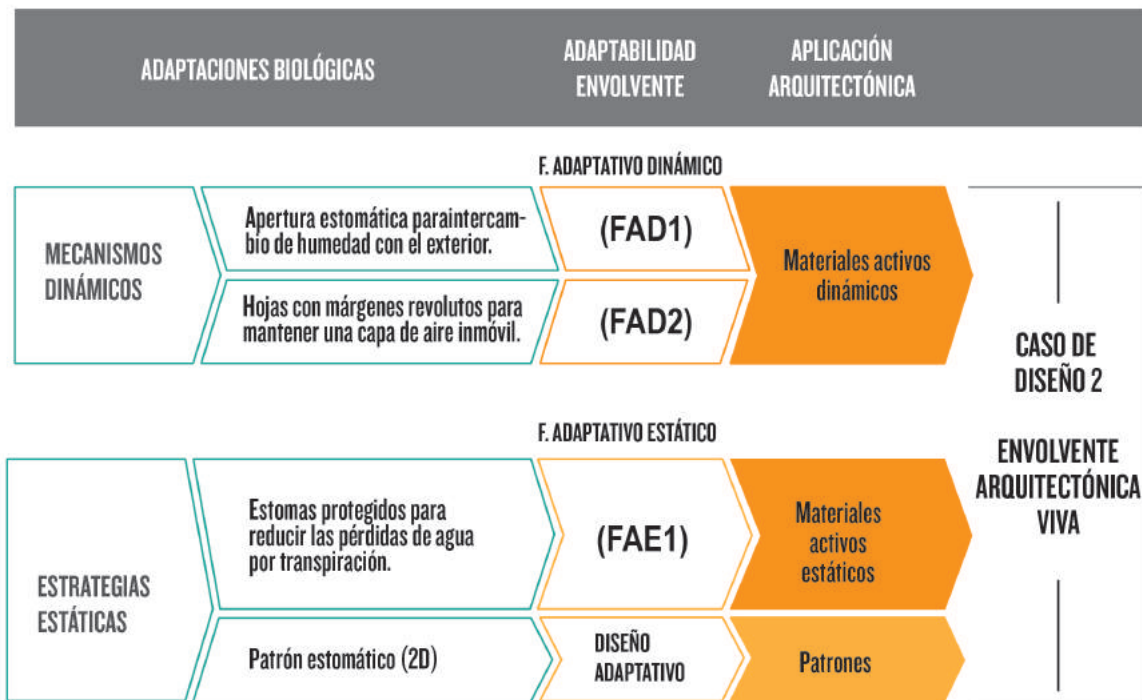 ADAPTACIONES BIOLÓGICAS
ADAPTABILIDAD
ENVOLVENTE
APLICACIÓN
ARQUITECTÓNICA
F. ADAPTATIVO DINÁMICO
MECANISMOS
DINÁMICOS
Apertura estomática paraintercam-
bio de humedad con el exterior.
(FAD1)
Hojas con márgenes revolutos para
mantener una capa de aire inmóvil.
(FAD2)
Materiales activos
dinámicos
CASO DE
DISEÑO 2
ENVOLVENTE
ARQUITECTÓNICA
VIVA
F. ADAPTATIVO ESTÁTICO
ESTRATEGIAS
ESTÁTICAS
Estomas protegidos para
reducir las pérdidas de agua
por transpiración.
(FAE1)
Materiales
activos
estáticos
Patrón estomático (2D)
DISEÑO
ADAPTATIVO
Patrones